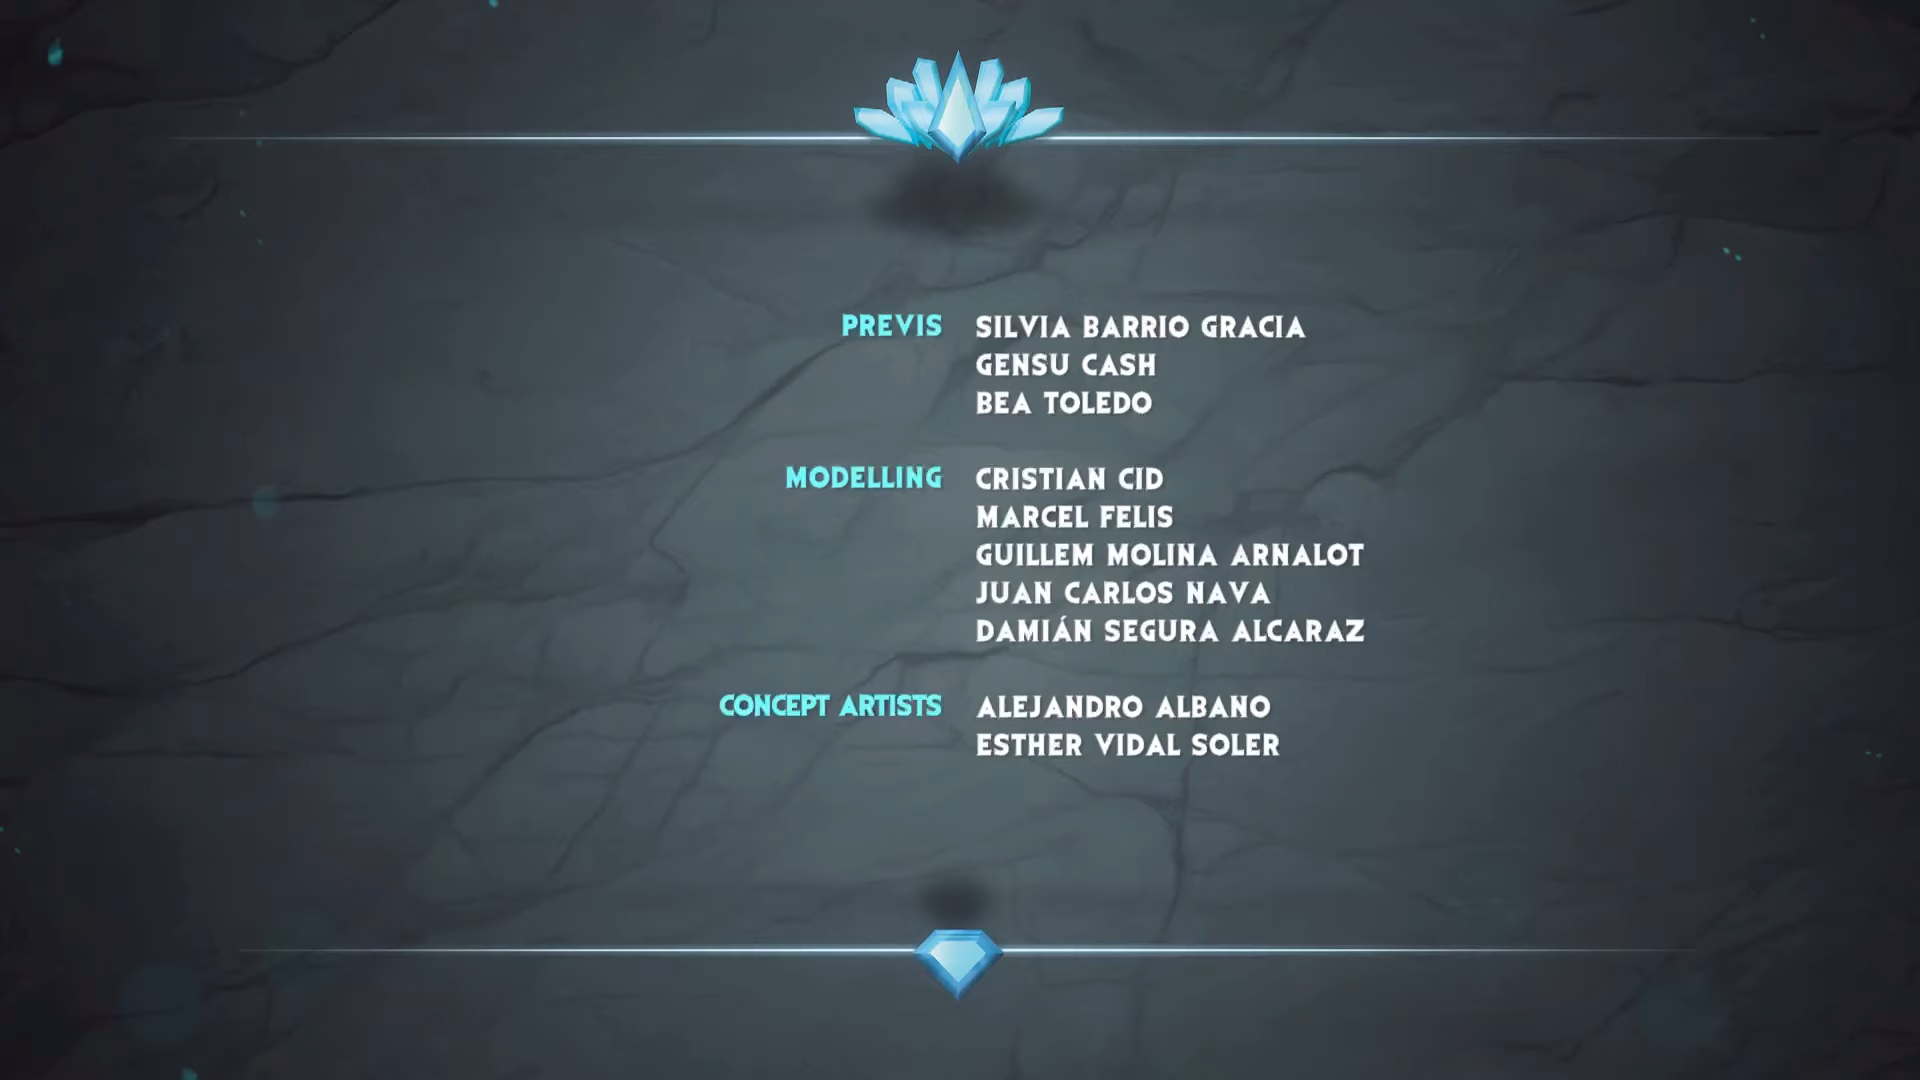 PREVIS SILVIA BARRIO GRACIA
GENSU CASH
BEA TOLEDO
MODELLING CRISTIAN CID
MARCEL FELIS
GUILLEM MOLINA ARNALOT
JUAN CARLOS NAVA
DAMIÁN SEGURA ALCARAZ
CONCEPT ARTISTS ALEJANDRO ALBANO
ESTHER VIDAL SOLER